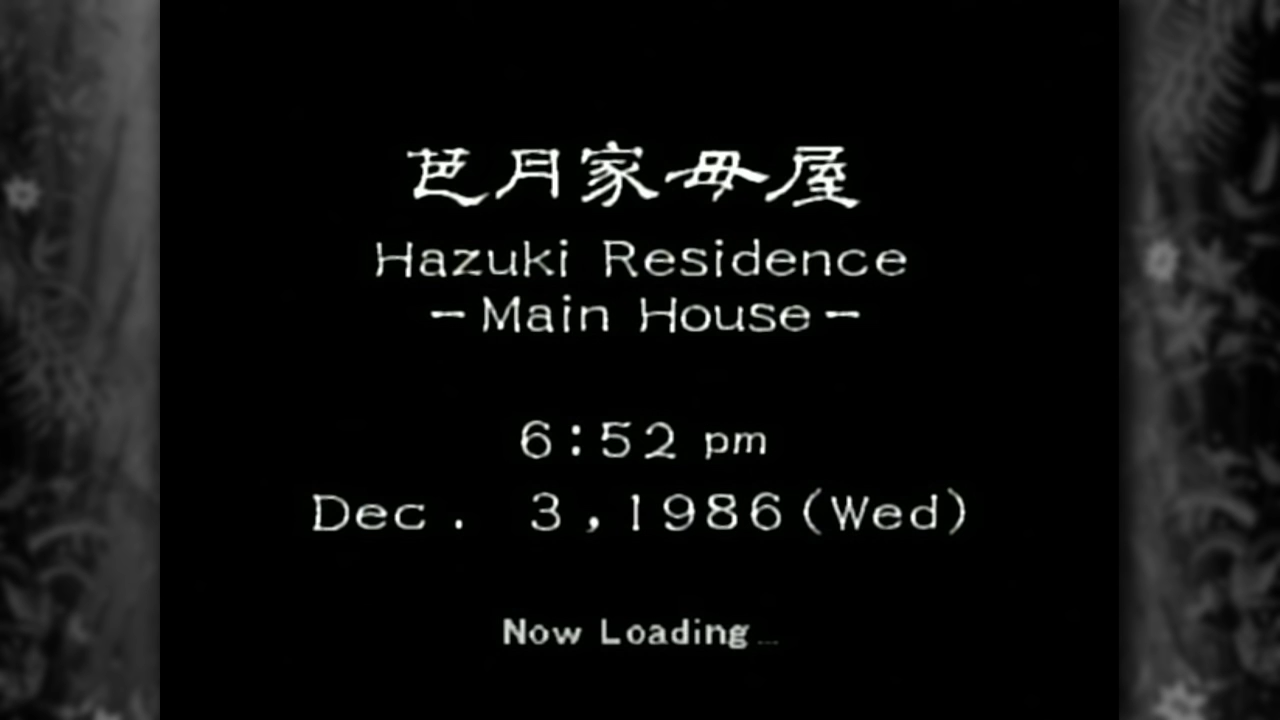 芭月家母屋
Hazuki Residence
-Main House-
6:52 pm
Dec. 3,1986(Wed)
Now Loading...